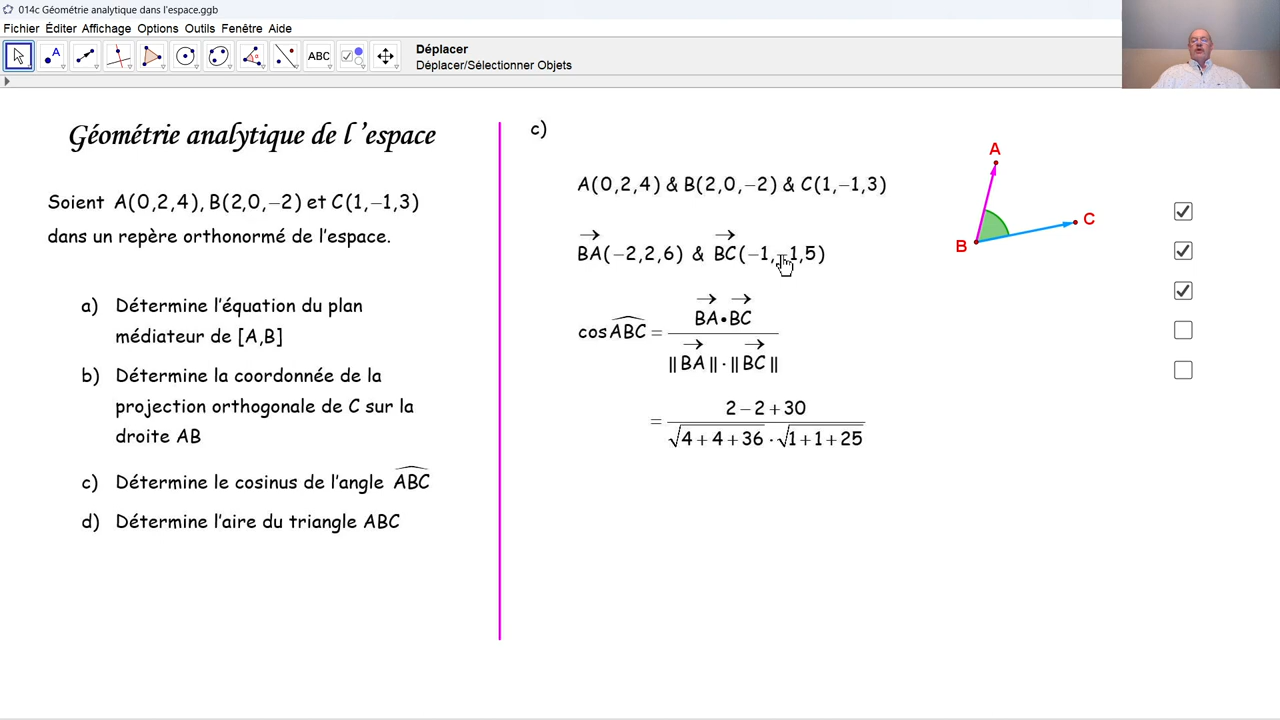 014c Géométrie analytique dans l'espace.ggb
Fichier Éditer Affichage Options Outils Fenêtre Aide
A ABC
Déplacer
Déplacer/Sélectionner Objets
Géométrie analytique de l 'espace
Soient A(0,2,4), B(2,0,−2) et C(1,−1,3)
dans un repère orthonormé de l'espace.
a) Détermine l'équation du plan
médiateur de [A,B]
b) Détermine la coordonnée de la
projection orthogonale de C sur la
droite AB
c) Détermine le cosinus de l'angle ABC
d) Détermine l'aire du triangle ABC
c)
A(0,2,4) & B(2,0,−2) & C(1,−1,3)
BA(−2,2,6) & BC(−1,−1,5)
cos ABC = BA • BC
|| BA || · || BC ||
= 2 − 2 + 30
√4 + 4 + 36 · √1 + 1 + 25
A
B
C